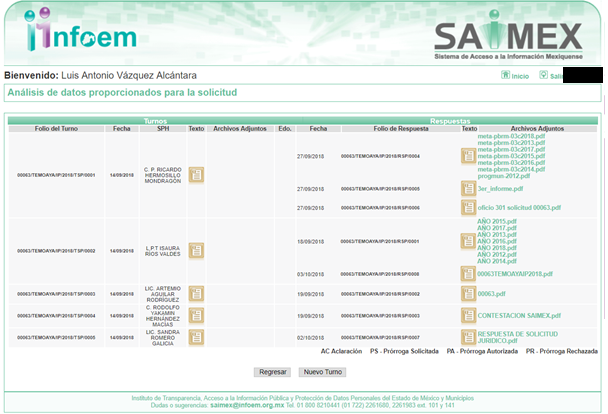 infoem
SAIMEX
Sistema de Acceso a la Información Mexiquense
Bienvenido: Luis Antonio Vázquez Alcántara
Inicio
Análisis de datos proporcionados para la solicitud
Turnos Respuestas
Folio del Turno Fecha SPH Texto Archivos Adjuntos Edo. Fecha Folio de Respuesta Texto Archivos Adjuntos
00063/TEMOAYA/IP/2018/TSP/0001 14/09/2018
C. P. RICARDO
HERMOSILLO
MONDRAGÓN
27/09/2018 00063/TEMOAYA/IP/2018/RSP/0004
meta-pbrm-03c2018.pdf
meta-pbrm-03c2013.pdf
meta-pbrm-03c2017.pdf
meta-pbrm-03c2015.pdf
meta-pbrm-03c2016.pdf
meta-pbrm-03c2014.pdf
progmun-2012.pdf
27/09/2018 00063/TEMOAYA/IP/2018/RSP/0005 3er_informe.pdf
27/09/2018 00063/TEMOAYA/IP/2018/RSP/0006 oficio 301 solicitud 00063.pdf
00063/TEMOAYA/IP/2018/TSP/0002 14/09/2018
L.P.T ISAURA
RÍOS VALDES
18/09/2018 00063/TEMOAYA/IP/2018/RSP/0001
AÑO 2015.pdf
AÑO 2017.pdf
AÑO 2013.pdf
AÑO 2016.pdf
AÑO 2018.pdf
AÑO 2012.pdf
AÑO 2014.pdf
03/10/2018 00063/TEMOAYA/IP/2018/RSP/0008 00063TEMOAYAIP2018.pdf
00063/TEMOAYA/IP/2018/TSP/0003 14/09/2018
LIC. ARTEMIO
AGUILAR
RODRÍGUEZ
19/09/2018 00063/TEMOAYA/IP/2018/RSP/0002 00063.pdf
00063/TEMOAYA/IP/2018/TSP/0004 14/09/2018
C. RODOLFO
YAKAMIN
HERNÁNDEZ
MACÍAS
19/09/2018 00063/TEMOAYA/IP/2018/RSP/0003 CONTESTACION SAIMEX.pdf
00063/TEMOAYA/IP/2018/TSP/0005 14/09/2018
LIC. SANDRA
ROMERO
GALICIA
02/10/2018 00063/TEMOAYA/IP/2018/RSP/0007
RESPUESTA DE SOLICITUD
JURIDICO.pdf
AC Aclaración PS - Prórroga Solicitada PA - Prórroga Autorizada PR - Prórroga Rechazada
Regresar Nuevo Turno
Instituto de Transparencia, Acceso a la Información Pública y Protección de Datos Personales del Estado de México y Municipios
Dudas o sugerencias: saimex@infoem.org.mx Tel. 01 800 8210441 (01 722) 2261980, 2261983 ext. 101 y 141